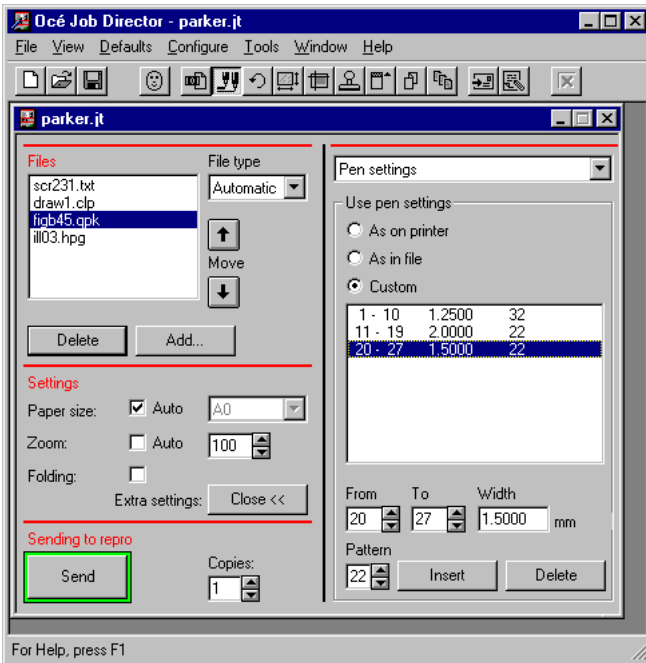 Océ Job Director - parker.jt
File View Defaults Configure Tools Window Help
parker.jt
Files
File type
scr231.txt
draw1.clp
figb45.qpk
ill03.hpg
Automatic
Move
Delete
Add...
Settings
Paper size:
Auto
A0
Zoom:
Auto
100
Folding:
Extra settings:
Close <<
Sending to repro
Send
Copies:
1
Pen settings
Use pen settings
As on printer
As in file
Custom
1 - 10 1.2500 32
11 - 19 2.0000 22
20 - 27 1.5000 22
From To Width
20 27 1.5000 mm
Pattern
22 Insert Delete
For Help, press F1